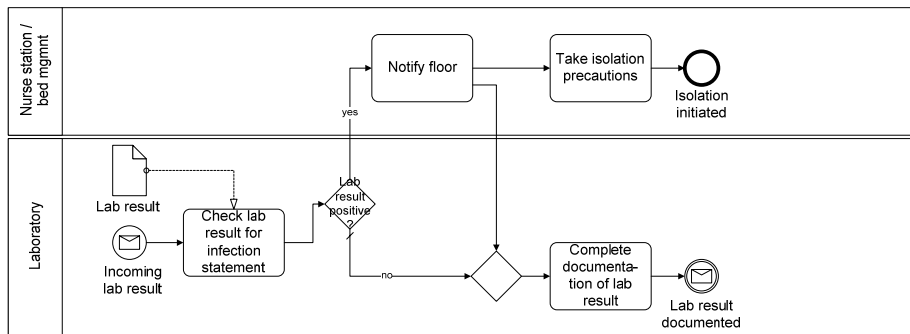 Nurse station /
bed mgmnt
Notify floor
Take isolation
precautions
Isolation
initiated
yes
Laboratory
Lab result
Incoming
lab result
Check lab
result for
infection
statement
Lab
result
positive
?
no
Complete
documenta-
tion of lab
result
Lab result
documented